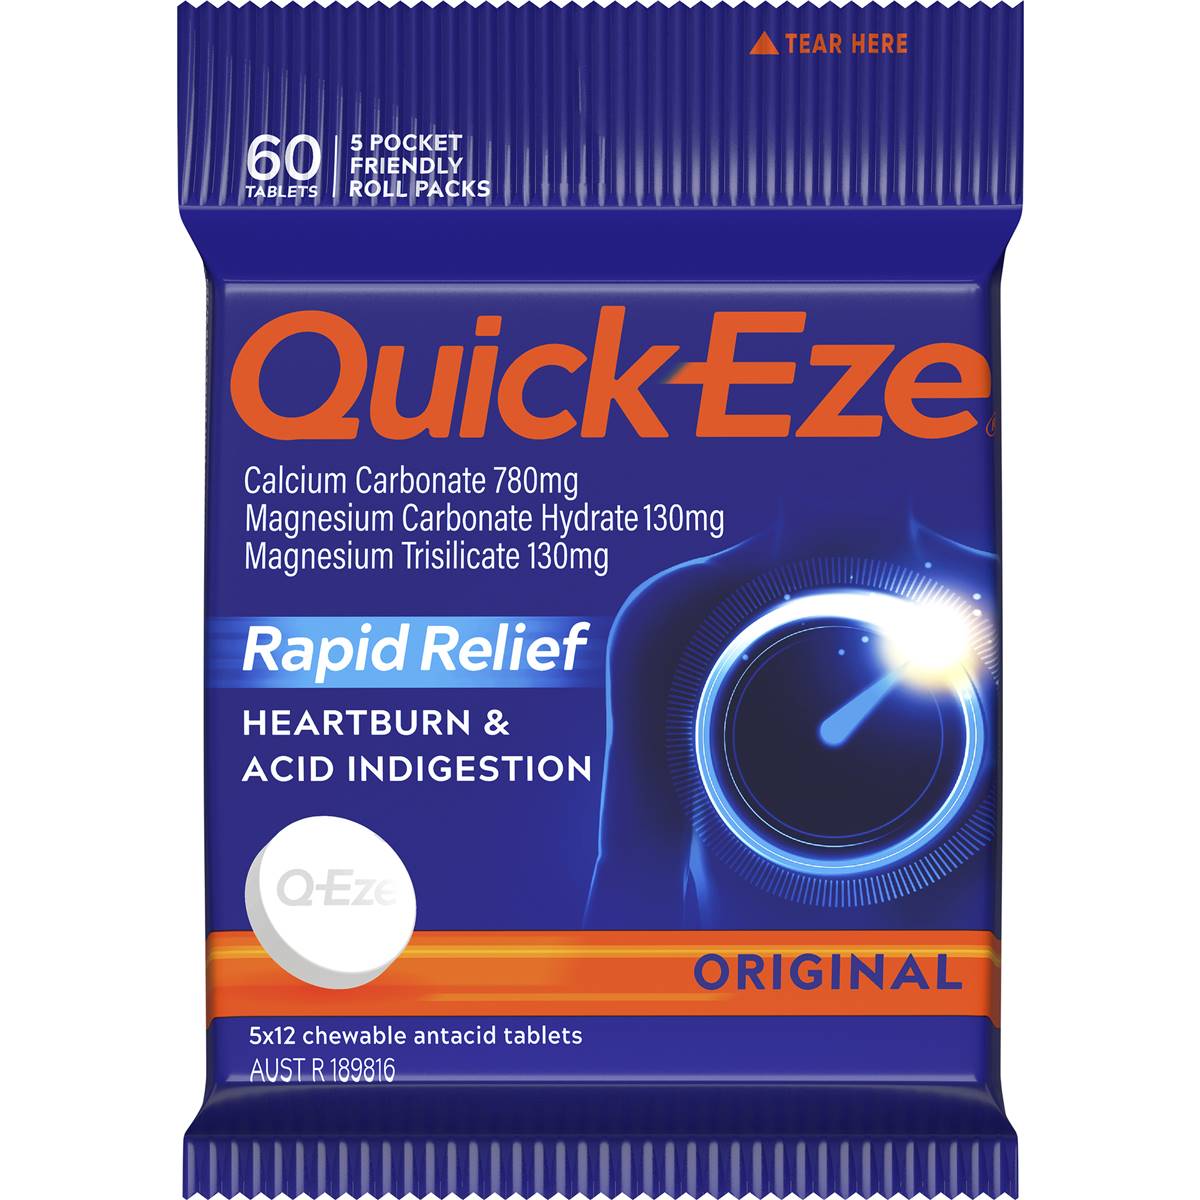 TEAR HERE
60
TABLETS
5 POCKET
FRIENDLY
ROLL PACKS
Quick-Eze
Calcium Carbonate 780mg
Magnesium Carbonate Hydrate 130mg
Magnesium Trisilicate 130mg
Rapid Relief
HEARTBURN &
ACID INDIGESTION
Q-Eze
ORIGINAL
5x12 chewable antacid tablets
AUST R 189816